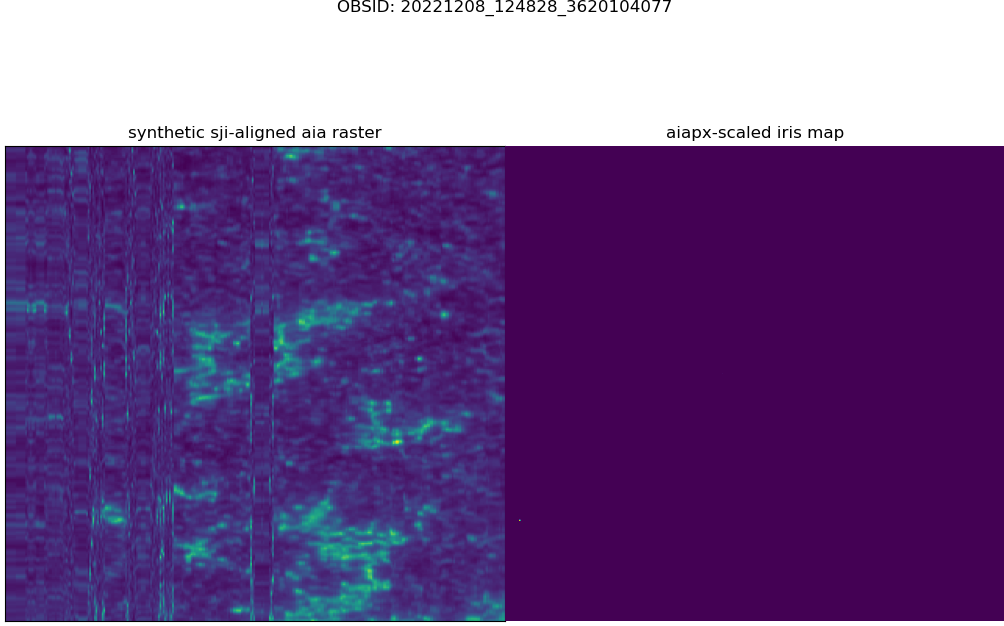 OBSID: 20221208_124828_3620104077
synthetic sji-aligned aia raster
aiapx-scaled iris map